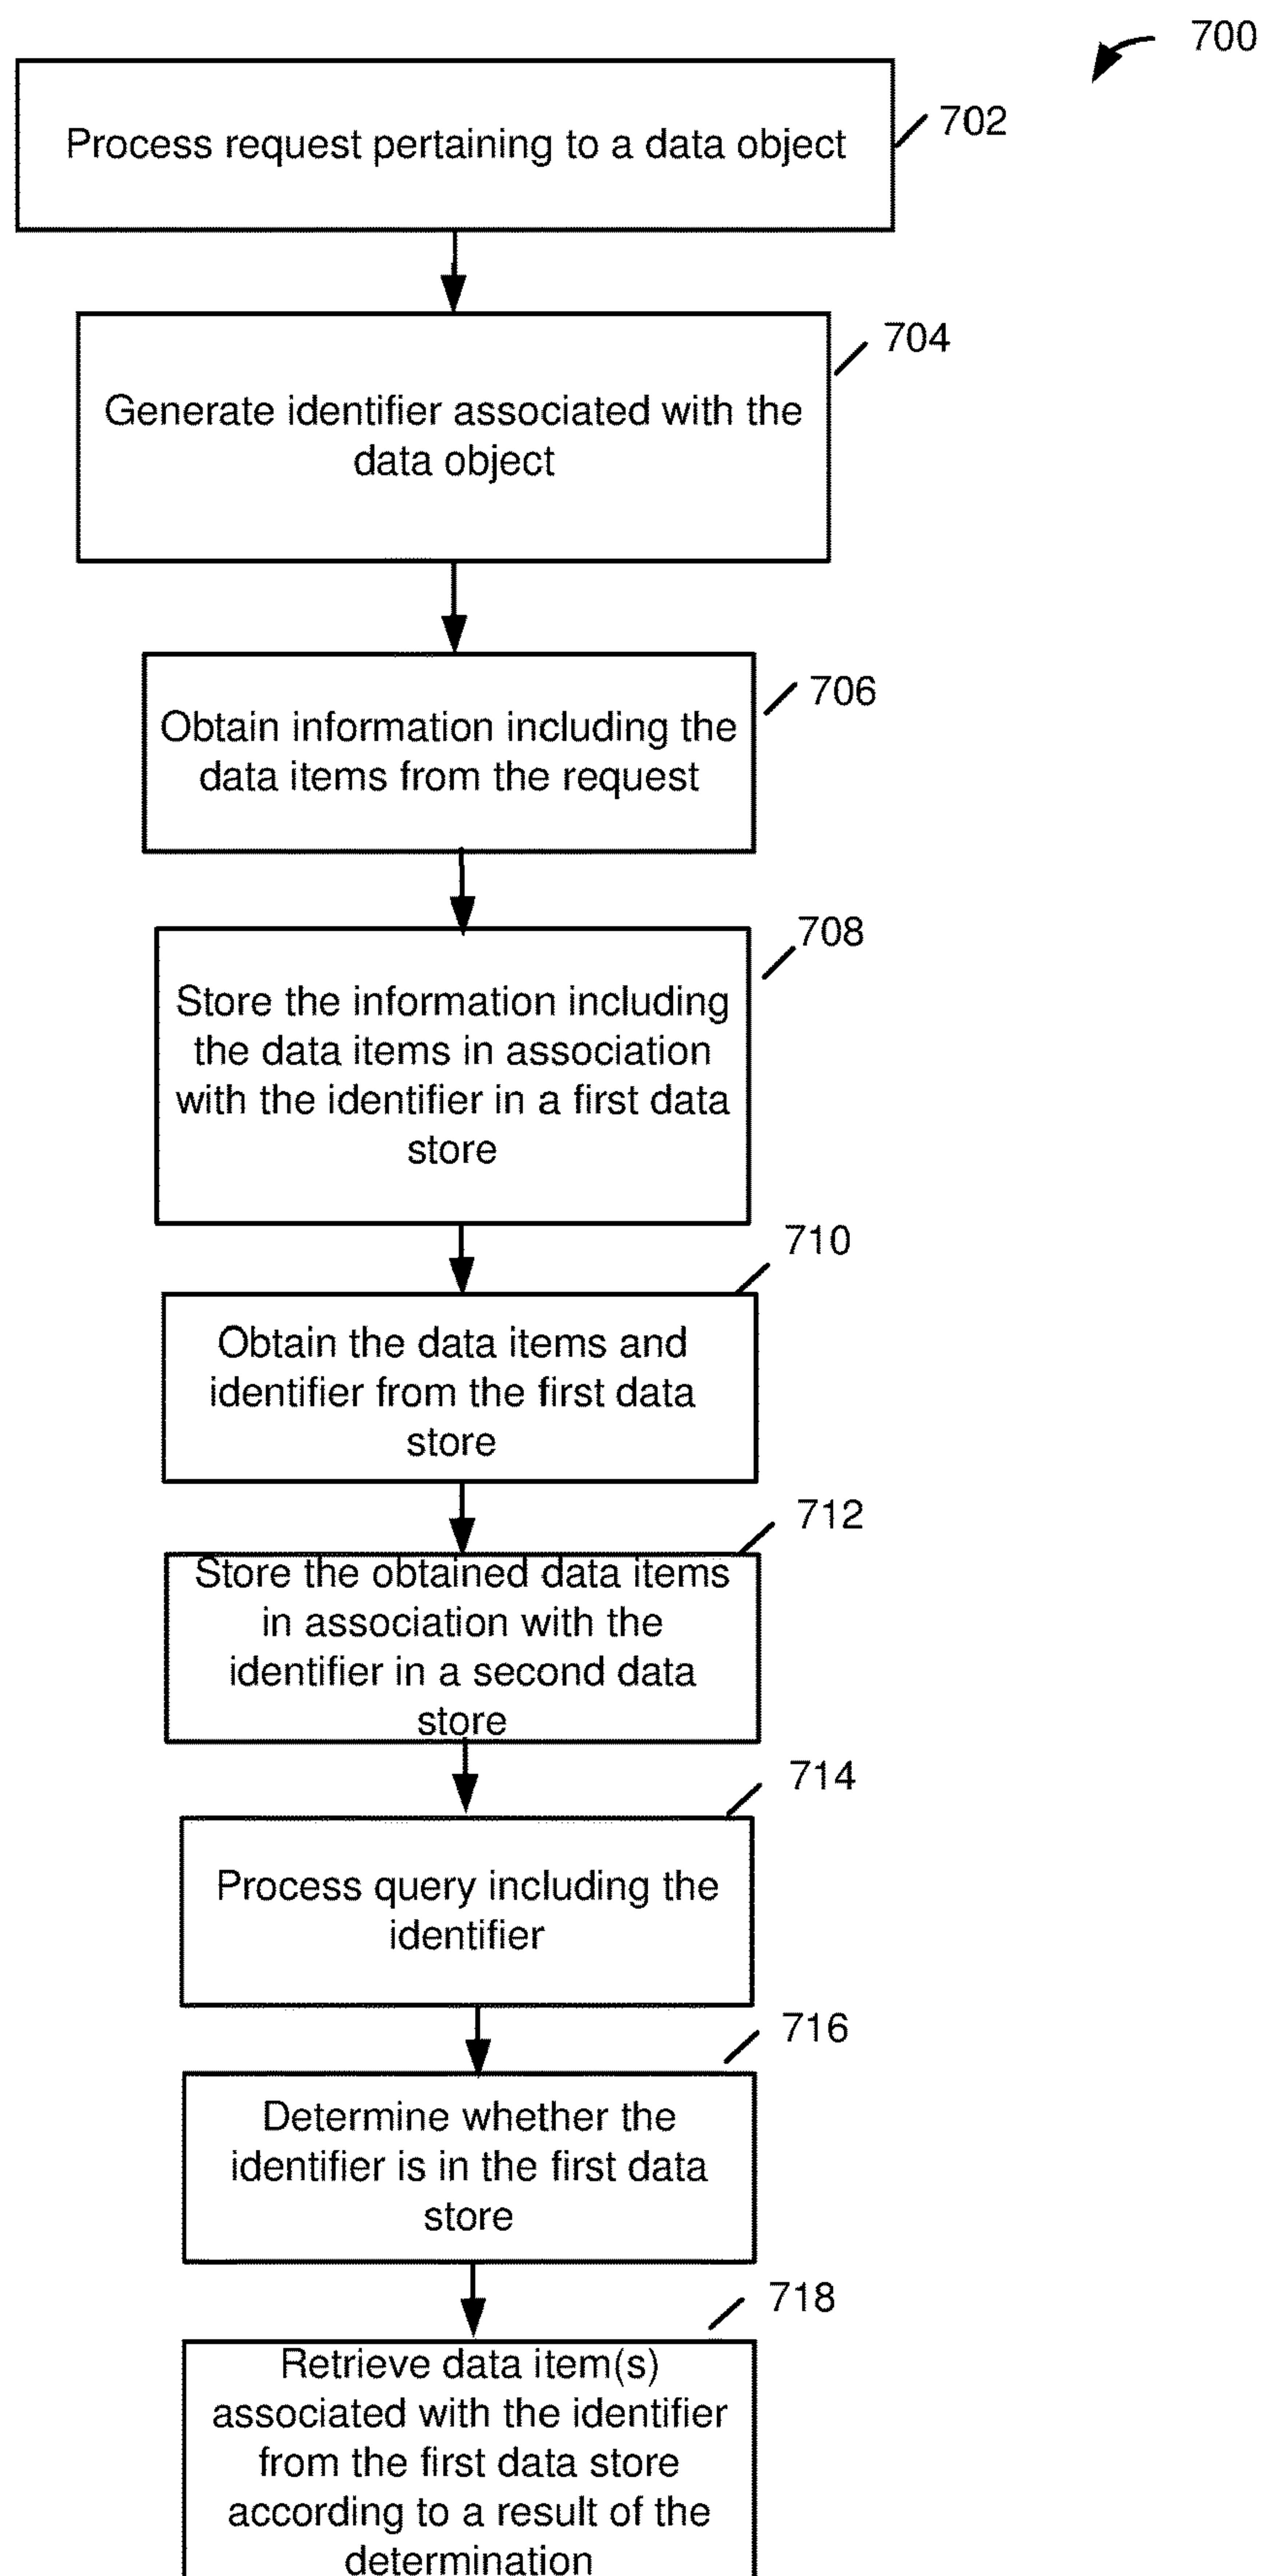 700
Process request pertaining to a data object
702
704
Generate identifier associated with the
data object
706
Obtain information including the
data items from the request
708
Store the information including
the data items in association
with the identifier in a first data
store
710
Obtain the data items and
identifier from the first data
store
712
Store the obtained data items
in association with the
identifier in a second data
store
714
Process query including the
identifier
716
Determine whether the
identifier is in the first data
store
718
Retrieve data item(s)
associated with the identifier
from the first data store
according to a result of the
determination